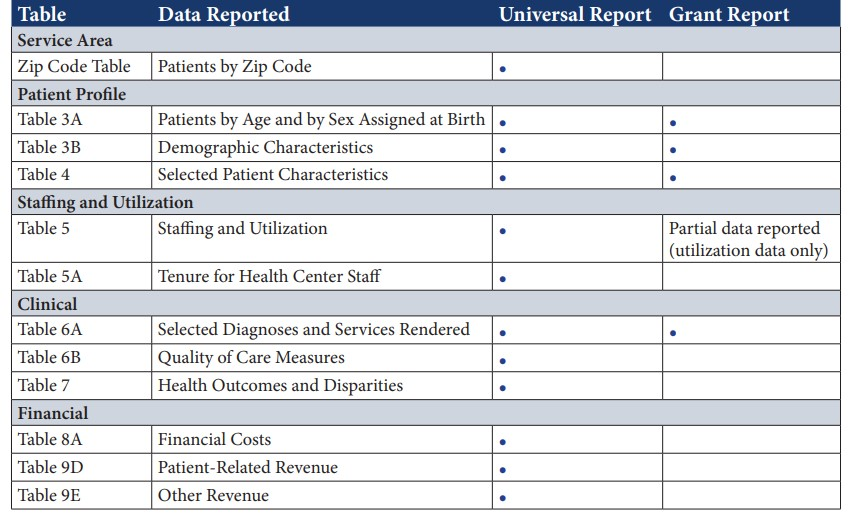 Table Data Reported Universal Report Grant Report
Service Area
Zip Code Table Patients by Zip Code •
Patient Profile
Table 3A Patients by Age and by Sex Assigned at Birth • •
Table 3B Demographic Characteristics • •
Table 4 Selected Patient Characteristics • •
Staffing and Utilization
Table 5 Staffing and Utilization • Partial data reported
(utilization data only)
Table 5A Tenure for Health Center Staff •
Clinical
Table 6A Selected Diagnoses and Services Rendered • •
Table 6B Quality of Care Measures •
Table 7 Health Outcomes and Disparities •
Financial
Table 8A Financial Costs •
Table 9D Patient-Related Revenue •
Table 9E Other Revenue •